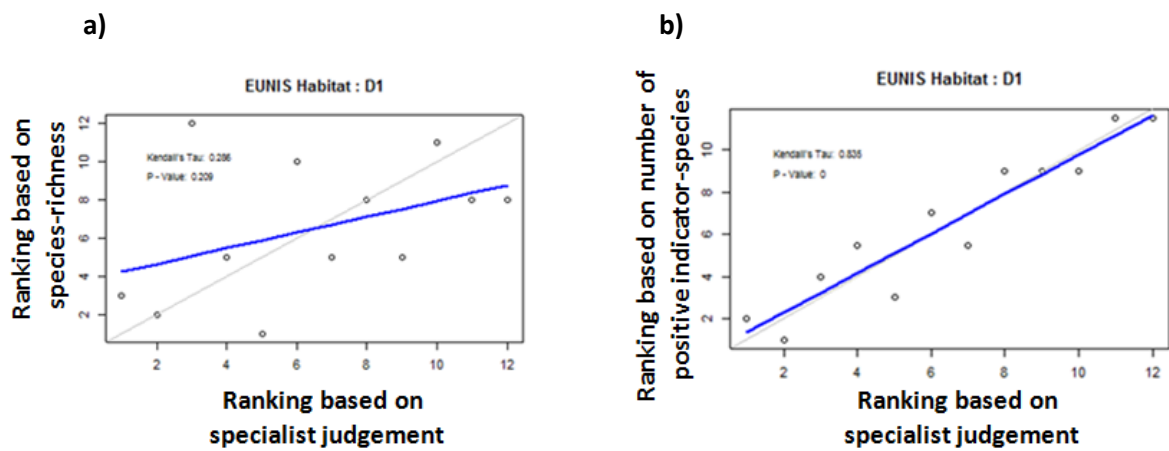 a)
EUNIS Habitat : D1
Ranking based on
species-richness
12
10
8
6
4
2
Kendall's Tau: 0.286
P - Value: 0.209
2 4 6 8 10 12
Ranking based on
specialist judgement
b)
EUNIS Habitat : D1
Ranking based on number of
positive indicator-species
10
8
6
4
2
Kendall's Tau: 0.835
P - Value: 0
2 4 6 8 10 12
Ranking based on
specialist judgement